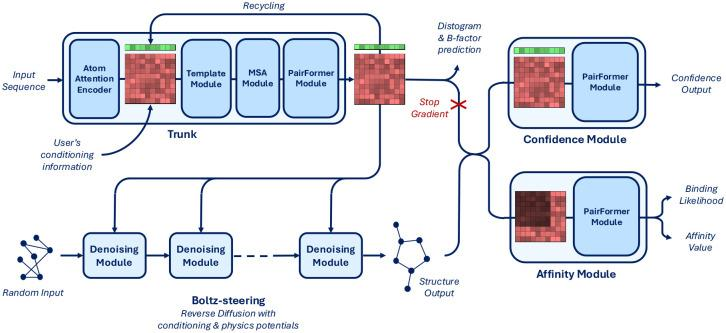 Recycling
Distogram
& B-factor
prediction
Input
Sequence
Atom
Attention
Encoder
Template
Module
MSA
Module
PairFormer
Module
Trunk
Stop
Gradient
PairFormer
Module
Confidence
Output
Confidence Module
User's
conditioning
information
PairFormer
Module
Binding
Likelihood
Affinity
Value
Affinity Module
Random Input
Denoising
Module
Denoising
Module
Denoising
Module
Structure
Output
Boltz-steering
Reverse Diffusion with
conditioning & physics potentials